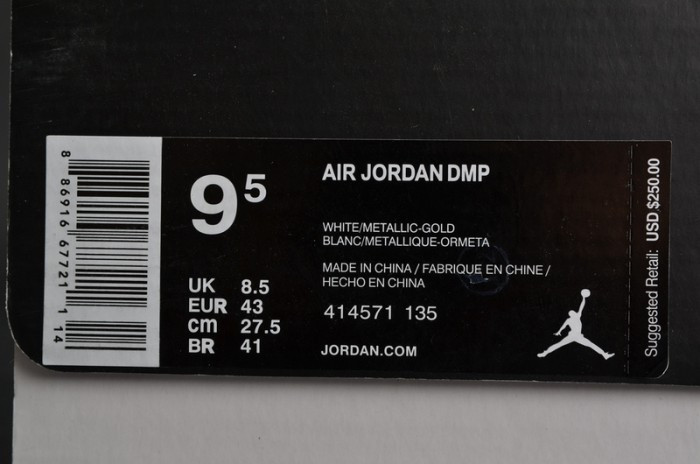 8 86916 67721 1 14
9 5
UK 8.5
EUR 43
cm 27.5
BR 41
AIR JORDAN DMP
WHITE/METALLIC-GOLD
BLANC/METALLIQUE-ORMETA
MADE IN CHINA / FABRIQUE EN CHINE /
HECHO EN CHINA
414571 135
JORDAN.COM
Suggested Retail: USD $250.00